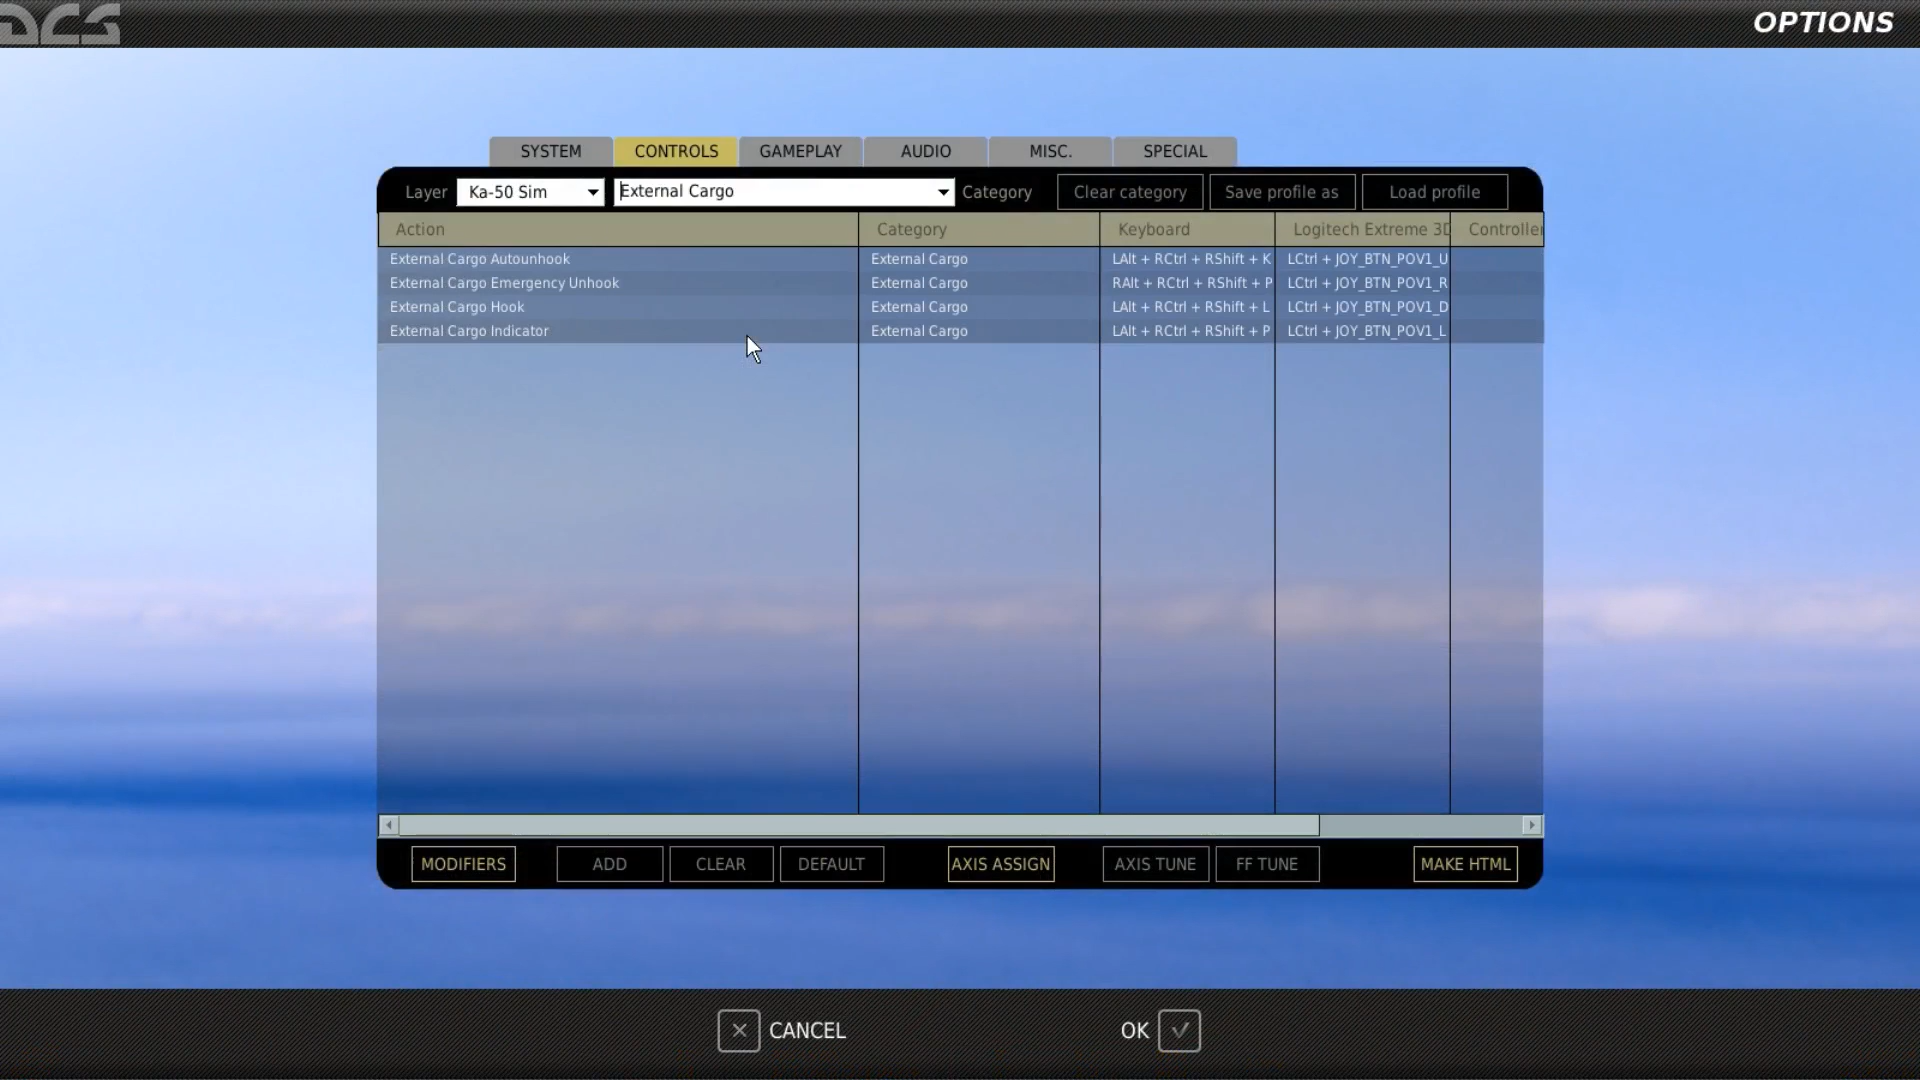 DCS
OPTIONS
SYSTEM CONTROLS GAMEPLAY AUDIO MISC. SPECIAL
Layer Ka-50 Sim External Cargo Category Clear category Save profile as Load profile
Action Category Keyboard Logitech Extreme 3D Controller
External Cargo Autounhook External Cargo LAlt + RCtrl + RShift + K LCtrl + JOY_BTN_POV1_U
External Cargo Emergency Unhook External Cargo RAlt + RCtrl + RShift + P LCtrl + JOY_BTN_POV1_R
External Cargo Hook External Cargo LAlt + RCtrl + RShift + L LCtrl + JOY_BTN_POV1_D
External Cargo Indicator External Cargo LAlt + RCtrl + RShift + P LCtrl + JOY_BTN_POV1_L
MODIFIERS ADD CLEAR DEFAULT AXIS ASSIGN AXIS TUNE FF TUNE MAKE HTML
CANCEL OK